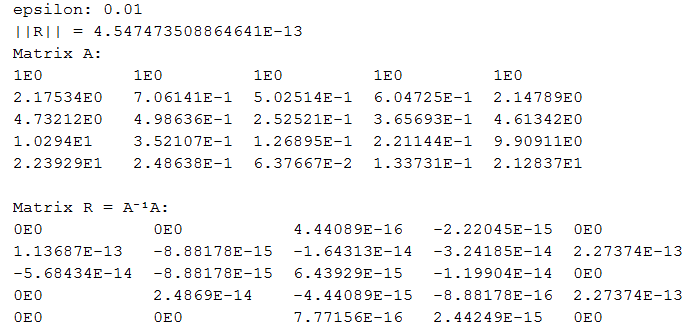 epsilon: 0.01
||R|| = 4.547473508864641E-13
Matrix A:
1E0 1E0 1E0 1E0 1E0
2.17534E0 7.06141E-1 5.02514E-1 6.04725E-1 2.14789E0
4.73212E0 4.98636E-1 2.52521E-1 3.65693E-1 4.61342E0
1.0294E1 3.52107E-1 1.26895E-1 2.21144E-1 9.90911E0
2.23929E1 2.48638E-1 6.37667E-2 1.33731E-1 2.12837E1
Matrix R = A⁻¹A:
0E0 0E0 4.44089E-16 -2.22045E-15 0E0
1.13687E-13 -8.88178E-15 -1.64313E-14 -3.24185E-14 2.27374E-13
-5.68434E-14 -8.88178E-15 6.43929E-15 -1.19904E-14 0E0
0E0 2.4869E-14 -4.44089E-15 -8.88178E-16 2.27374E-13
0E0 0E0 7.77156E-16 2.44249E-15 0E0